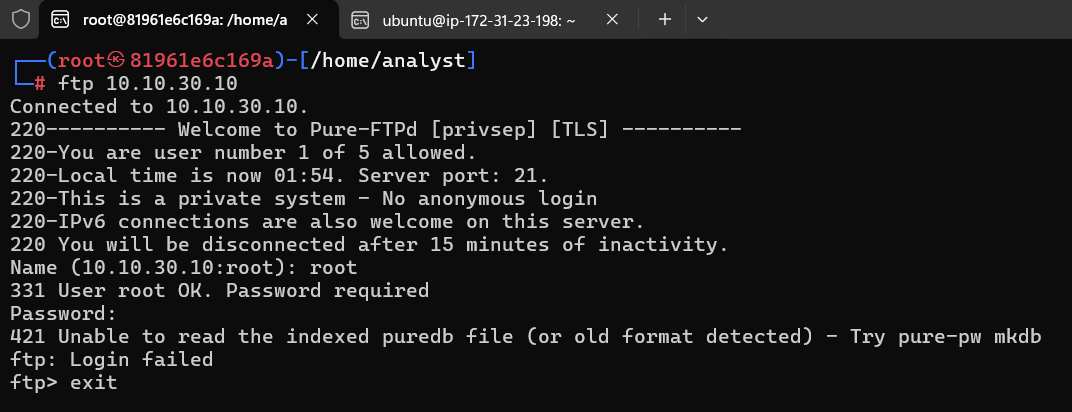 root@81961e6c169a: /home/a
ubuntu@ip-172-31-23-198: ~
┌──(root㉿81961e6c169a)-[/home/analyst]
└─# ftp 10.10.30.10
Connected to 10.10.30.10.
220---------- Welcome to Pure-FTPd [privsep] [TLS] ----------
220-You are user number 1 of 5 allowed.
220-Local time is now 01:54. Server port: 21.
220-This is a private system - No anonymous login
220-IPv6 connections are also welcome on this server.
220 You will be disconnected after 15 minutes of inactivity.
Name (10.10.30.10:root): root
331 User root OK. Password required
Password:
421 Unable to read the indexed puredb file (or old format detected) - Try pure-pw mkdb
ftp: Login failed
ftp> exit